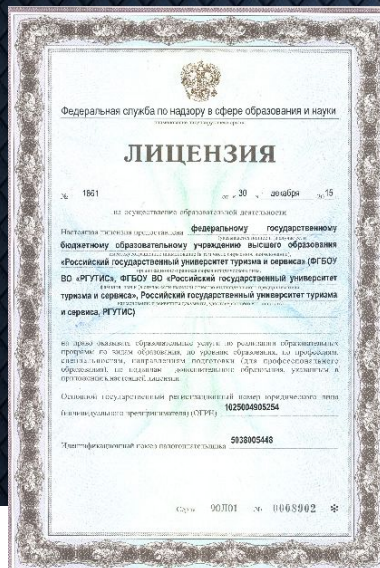 Федеральная служба по надзору в сфере образования и науки
ЛИЦЕНЗИЯ
№ 1861 от « 30 » декабря 20 15
на осуществление образовательной деятельности
Настоящая лицензия предоставлена федеральному государственному
бюджетному образовательному учреждению высшего образования
«Российский государственный университет туризма и сервиса» (ФГБОУ
ВО «РГУТИС», ФГБОУ ВО «Российский государственный университет
туризма и сервиса», Российский государственный университет туризма
и сервиса, РГУТИС)
на право оказывать образовательные услуги по реализации образовательных
программ по видам образования, по уровням образования, по профессиям,
специальностям, направлениям подготовки (для профессионального
образования), по подвидам дополнительного образования, указанным в
приложении к настоящей лицензии
Основной государственный регистрационный номер юридического лица
(индивидуального предпринимателя) (ОГРН) 1025004905254
Идентификационный номер налогоплательщика 5038005448
Серия 90Л01 № 0008902 *